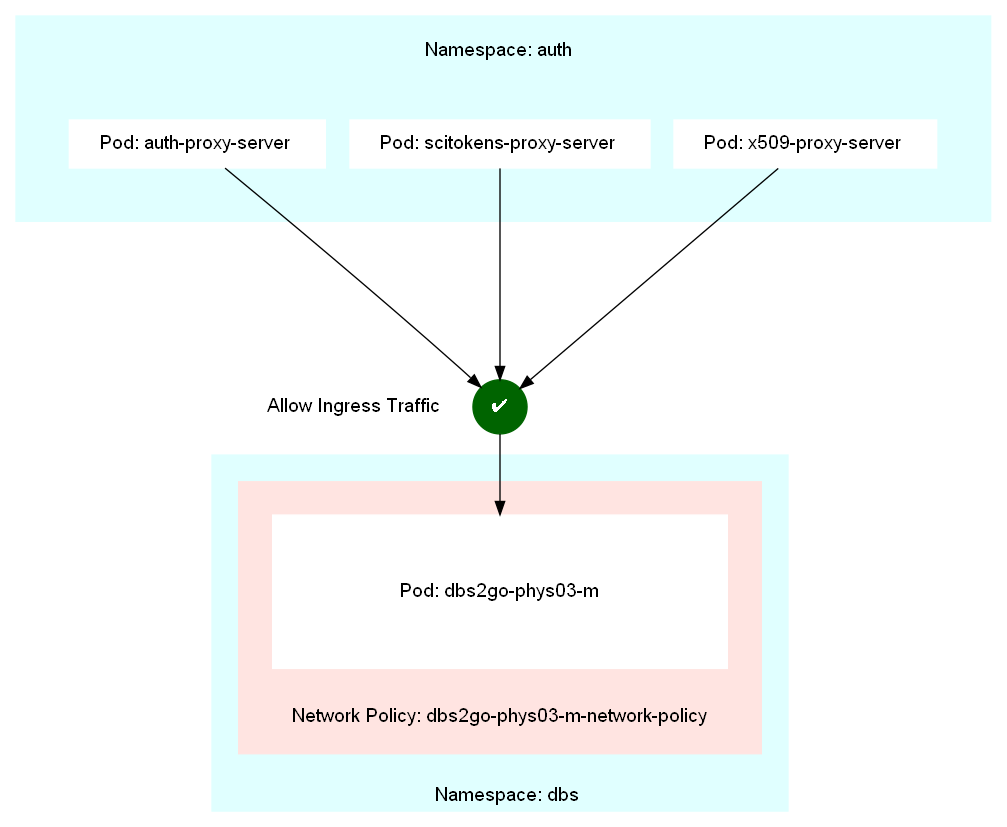 Namespace: auth
Pod: auth-proxy-server
Pod: scitokens-proxy-server
Pod: x509-proxy-server
Allow Ingress Traffic
✔
Pod: dbs2go-phys03-m
Network Policy: dbs2go-phys03-m-network-policy
Namespace: dbs